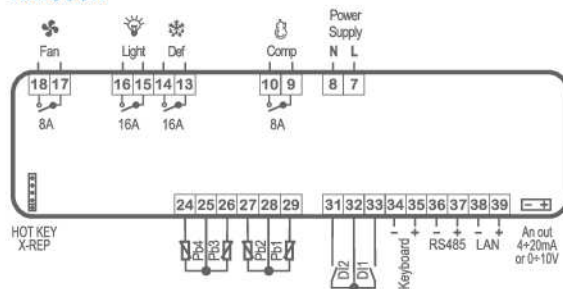 Power
Supply
Fan Light Def Comp N L
18 17 16 15 14 13 10 9 8 7
8A 16A 16A 8A
24 25 26 27 28 29 31 32 33 34 35 36 37 38 39 - +
HOT KEY
X-REP
Pb4 Pb3 Pb2 Pb1 DI2 DI1
- + - + - +
Keyboard RS485 LAN
An out
4÷20mA
or 0÷10V